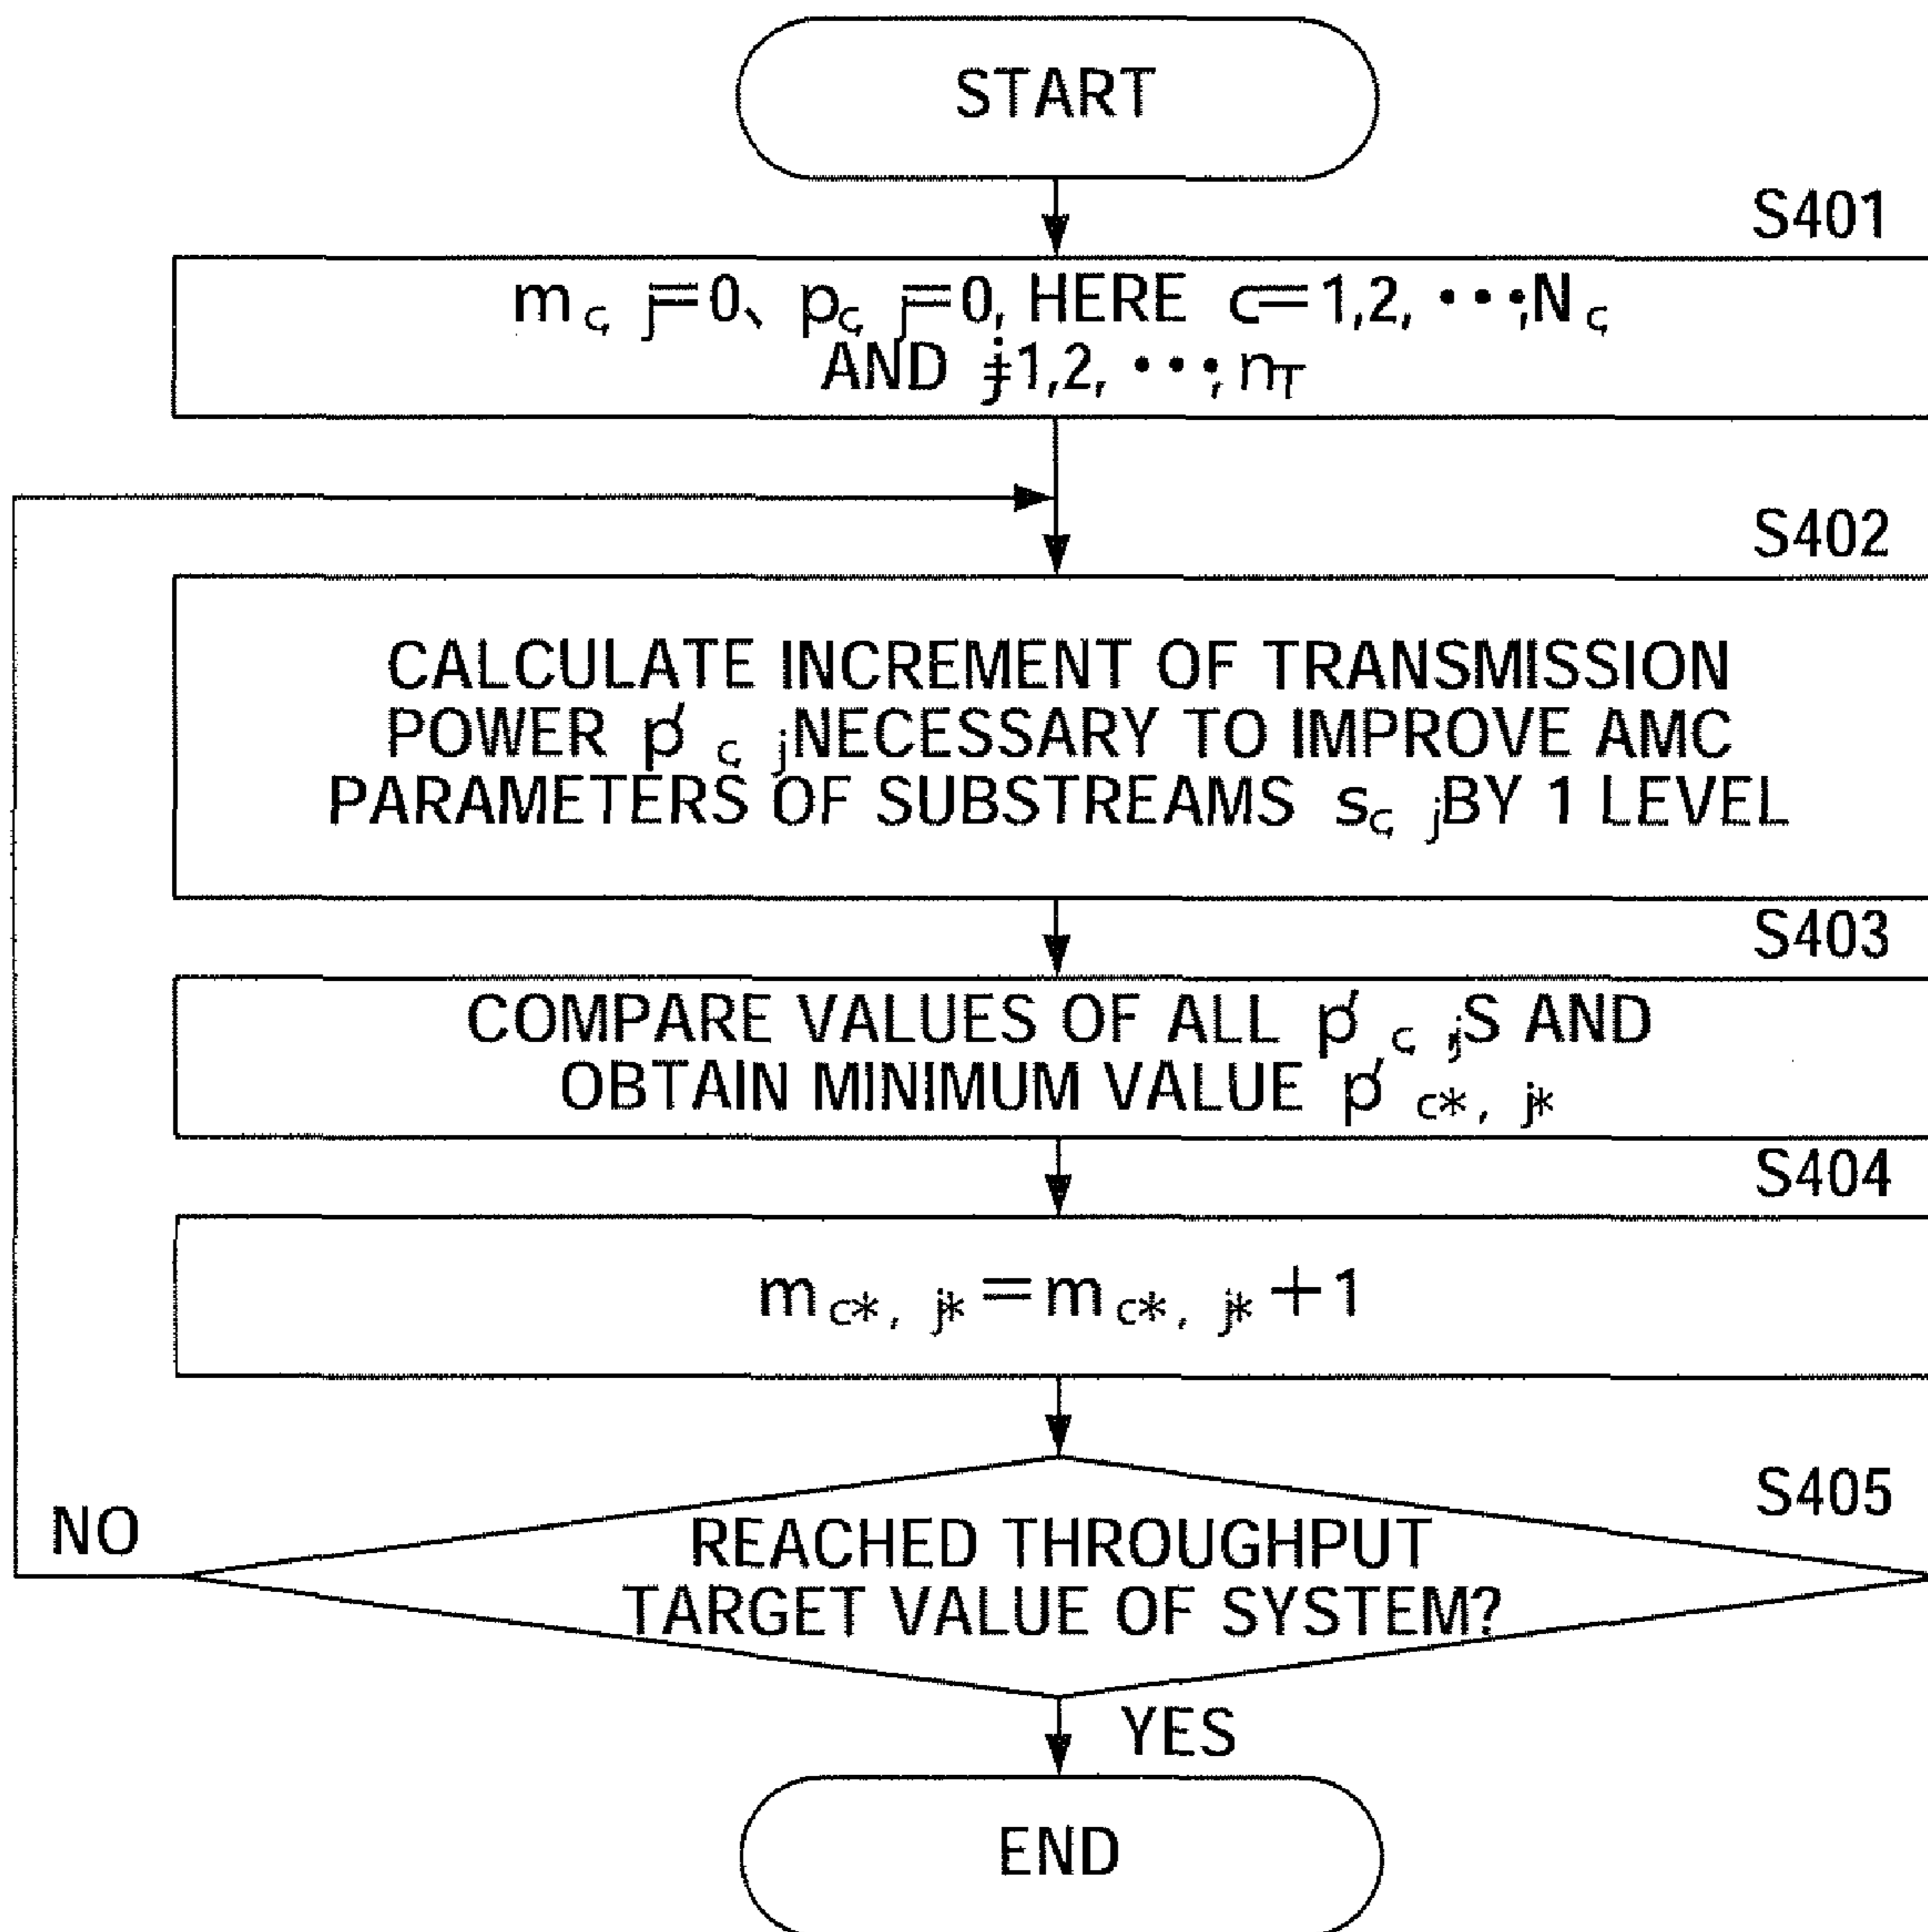 START
S401
m c, j=0、 p c, j=0, HERE c=1,2, ···,N c,
AND j=1,2, ···, n T
S402
CALCULATE INCREMENT OF TRANSMISSION
POWER p′ c, j NECESSARY TO IMPROVE AMC
PARAMETERS OF SUBSTREAMS s c, j BY 1 LEVEL
S403
COMPARE VALUES OF ALL p′ c, j,S AND
OBTAIN MINIMUM VALUE p′ c*, j*
S404
m c*, j* = m c*, j* +1
S405
NO
REACHED THROUGHPUT
TARGET VALUE OF SYSTEM?
YES
END